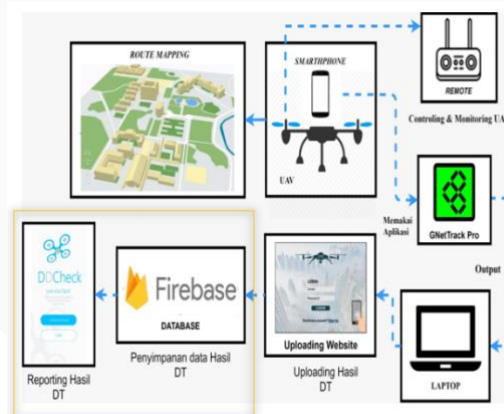 ROUTE MAPPING
SMARTHPHONE
UAV
REMOTE
Controling & Monitoring UA
Memakai
Aplikasi
GNetTrack Pro
Output
DDCheck
Firebase
DATABASE
Uploading Website
LAPTOP
Reporting Hasil
DT
Penyimpanan data Hasil
DT
Uploading Hasil
DT